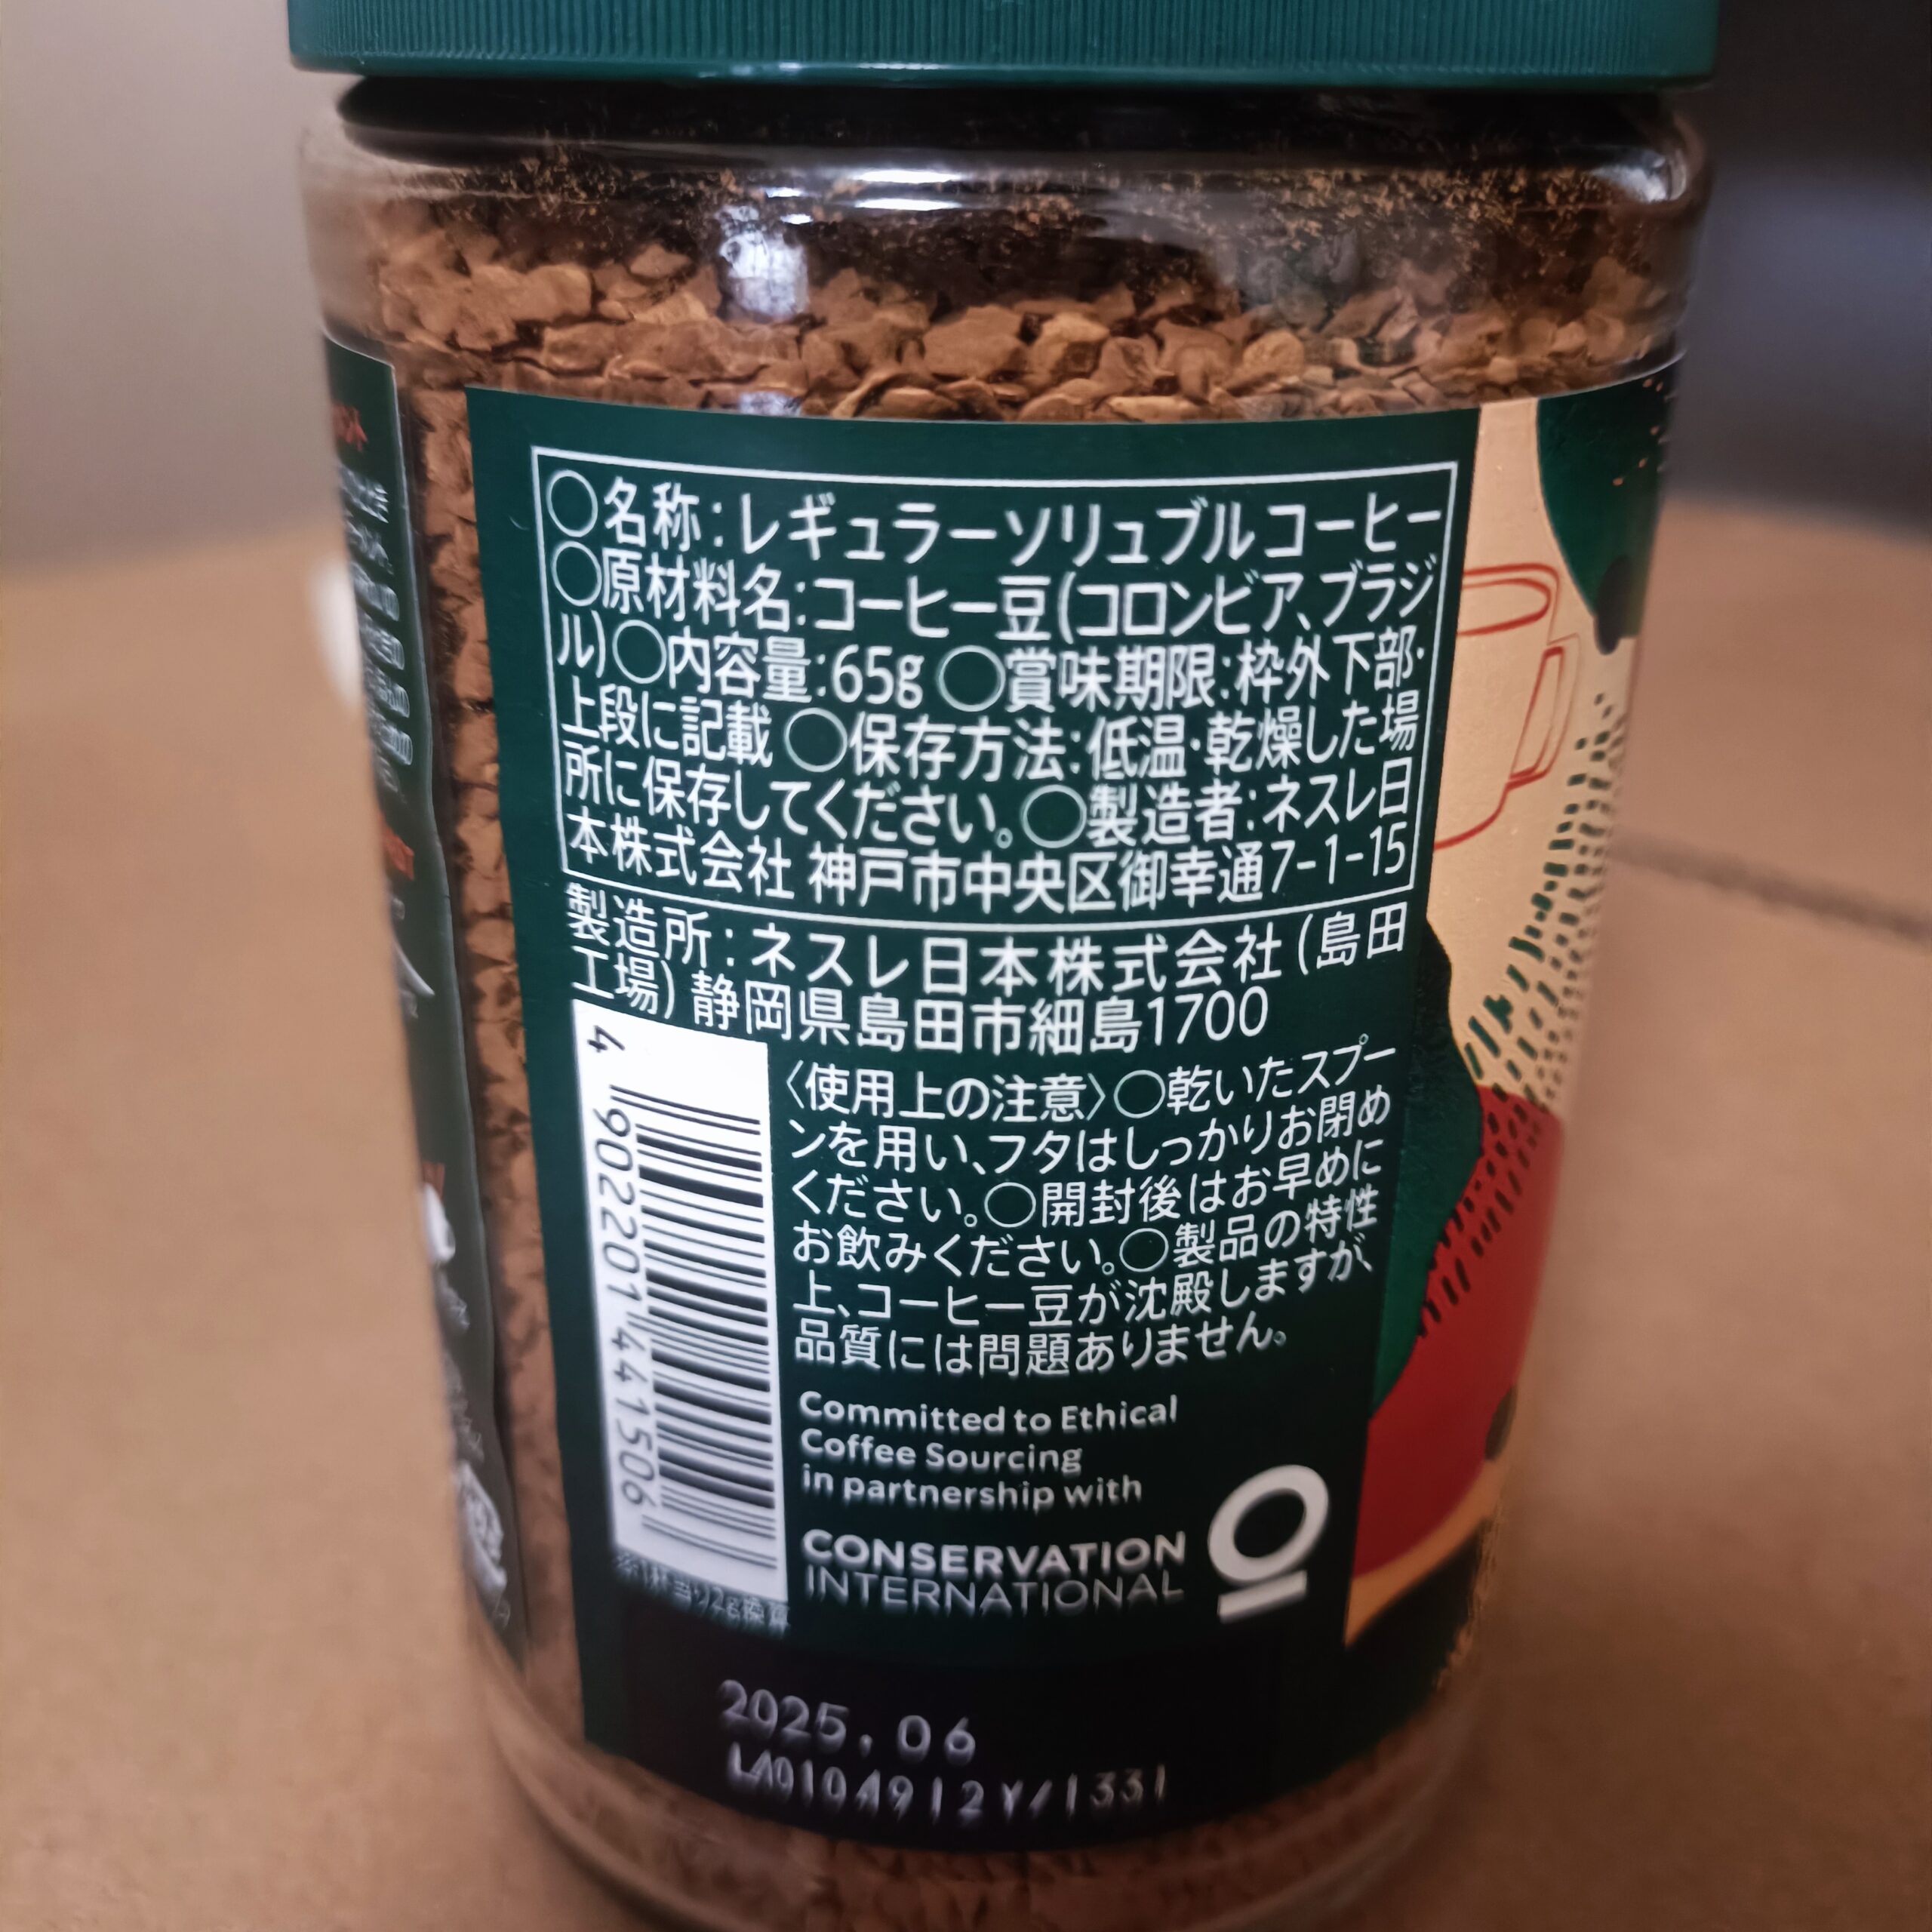 ○名称：レギュラーソリュブルコーヒー
○原材料名：コーヒー豆（コロンビア、ブラジ
ル）○内容量：65g ○賞味期限：枠外下部・
上段に記載 ○保存方法：低温・乾燥した場
所に保存してください。○製造者：ネスレ日
本株式会社 神戸市中央区御幸通7-1-15
製造所：ネスレ日本株式会社（島田
工場）静岡県島田市細島1700
〈使用上の注意〉○乾いたスプー
ンを用い、フタはしっかりお閉め
ください。○開封後はお早めに
お飲みください。○製品の特性
上、コーヒー豆が沈殿しますが、
品質には問題ありません。
4 902201 441506
※1杯当り2g換算
Committed to Ethical
Coffee Sourcing
in partnership with
CONSERVATION
INTERNATIONAL
2025.06
LA0104912Y/1331